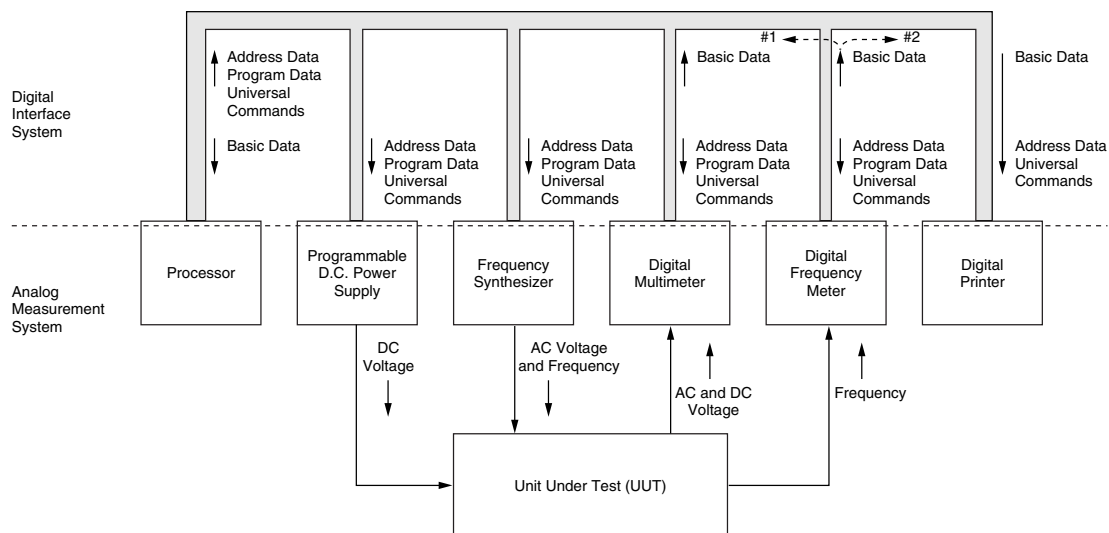 #1
#2
Address Data
Program Data
Universal
Commands
Basic Data
Basic Data
Basic Data
Digital
Interface
System
Basic Data
Address Data
Program Data
Universal
Commands
Address Data
Program Data
Universal
Commands
Address Data
Program Data
Universal
Commands
Address Data
Program Data
Universal
Commands
Address Data
Universal
Commands
Analog
Measurement
System
Processor
Programmable
D.C. Power
Supply
Frequency
Synthesizer
Digital
Multimeter
Digital
Frequency
Meter
Digital
Printer
DC
Voltage
AC Voltage
and Frequency
AC and DC
Voltage
Frequency
Unit Under Test (UUT)